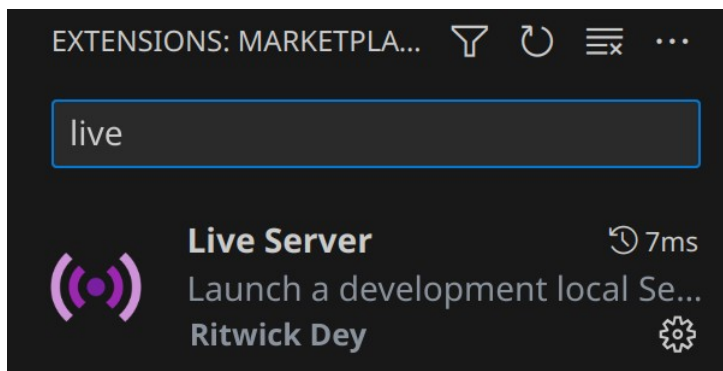 EXTENSIONS: MARKETPLA...
live
Live Server 7ms
Launch a development local Se...
Ritwick Dey